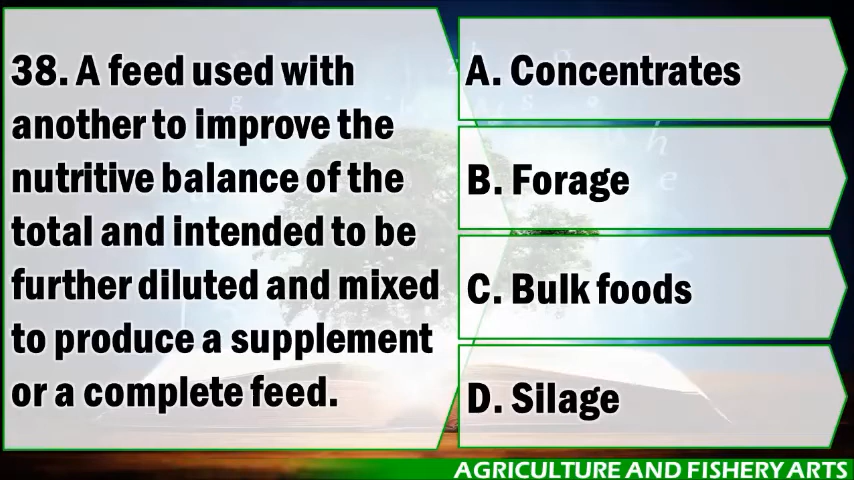 38. A feed used with
another to improve the
nutritive balance of the
total and intended to be
further diluted and mixed
to produce a supplement
or a complete feed.
A. Concentrates
B. Forage
C. Bulk foods
D. Silage
AGRICULTURE AND FISHERY ARTS